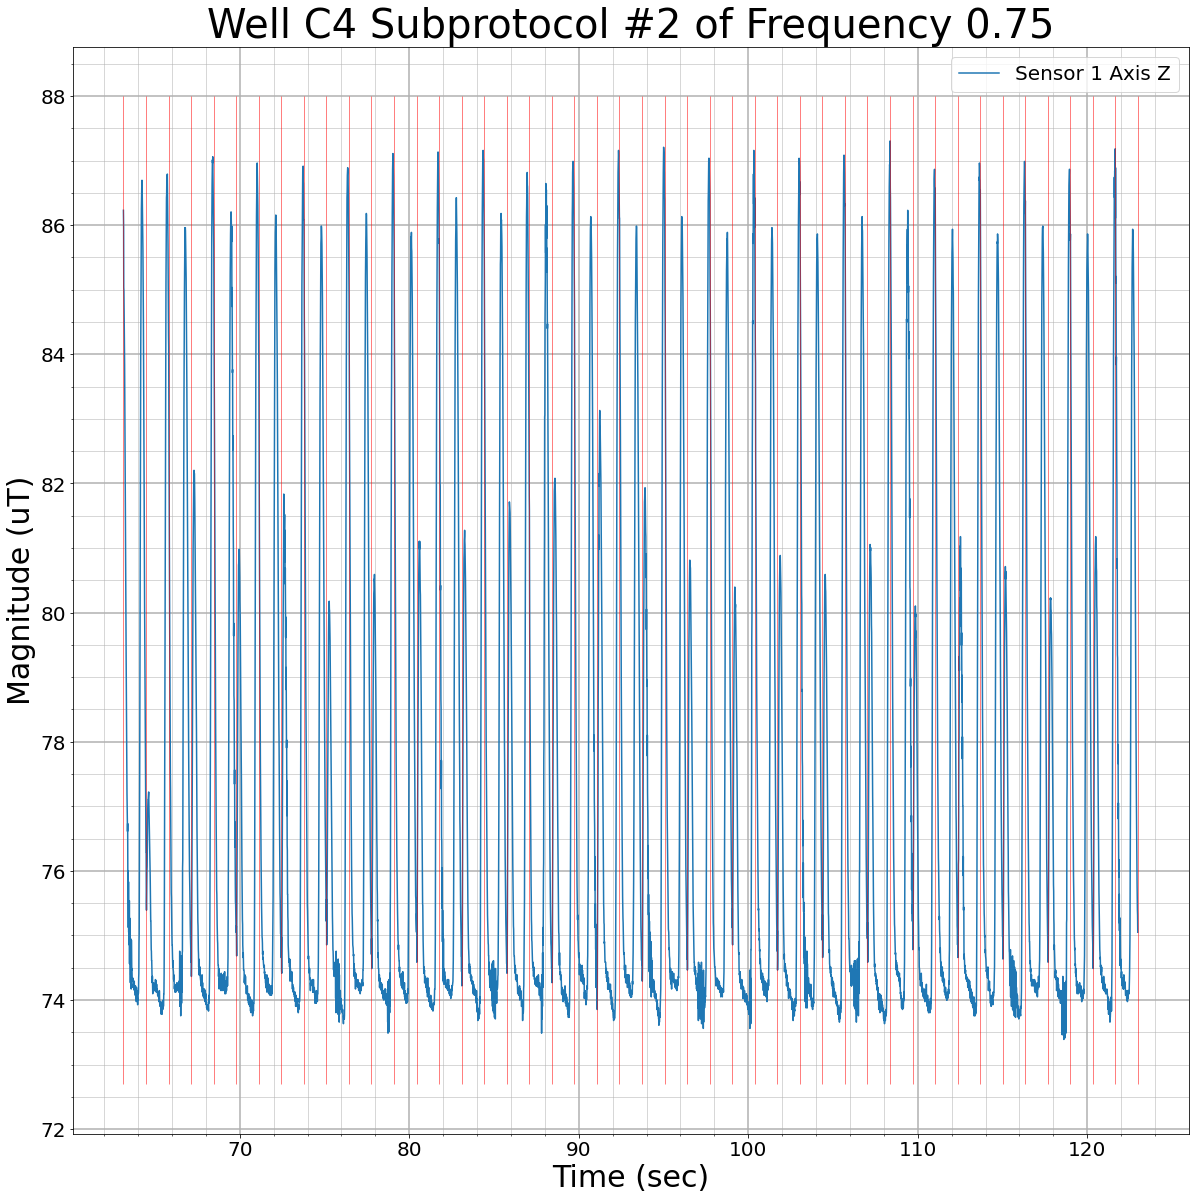 Well C4 Subprotocol #2 of Frequency 0.75
Sensor 1 Axis Z
88
86
84
82
80
78
76
74
72
Magnitude (uT)
70 80 90 100 110 120
Time (sec)